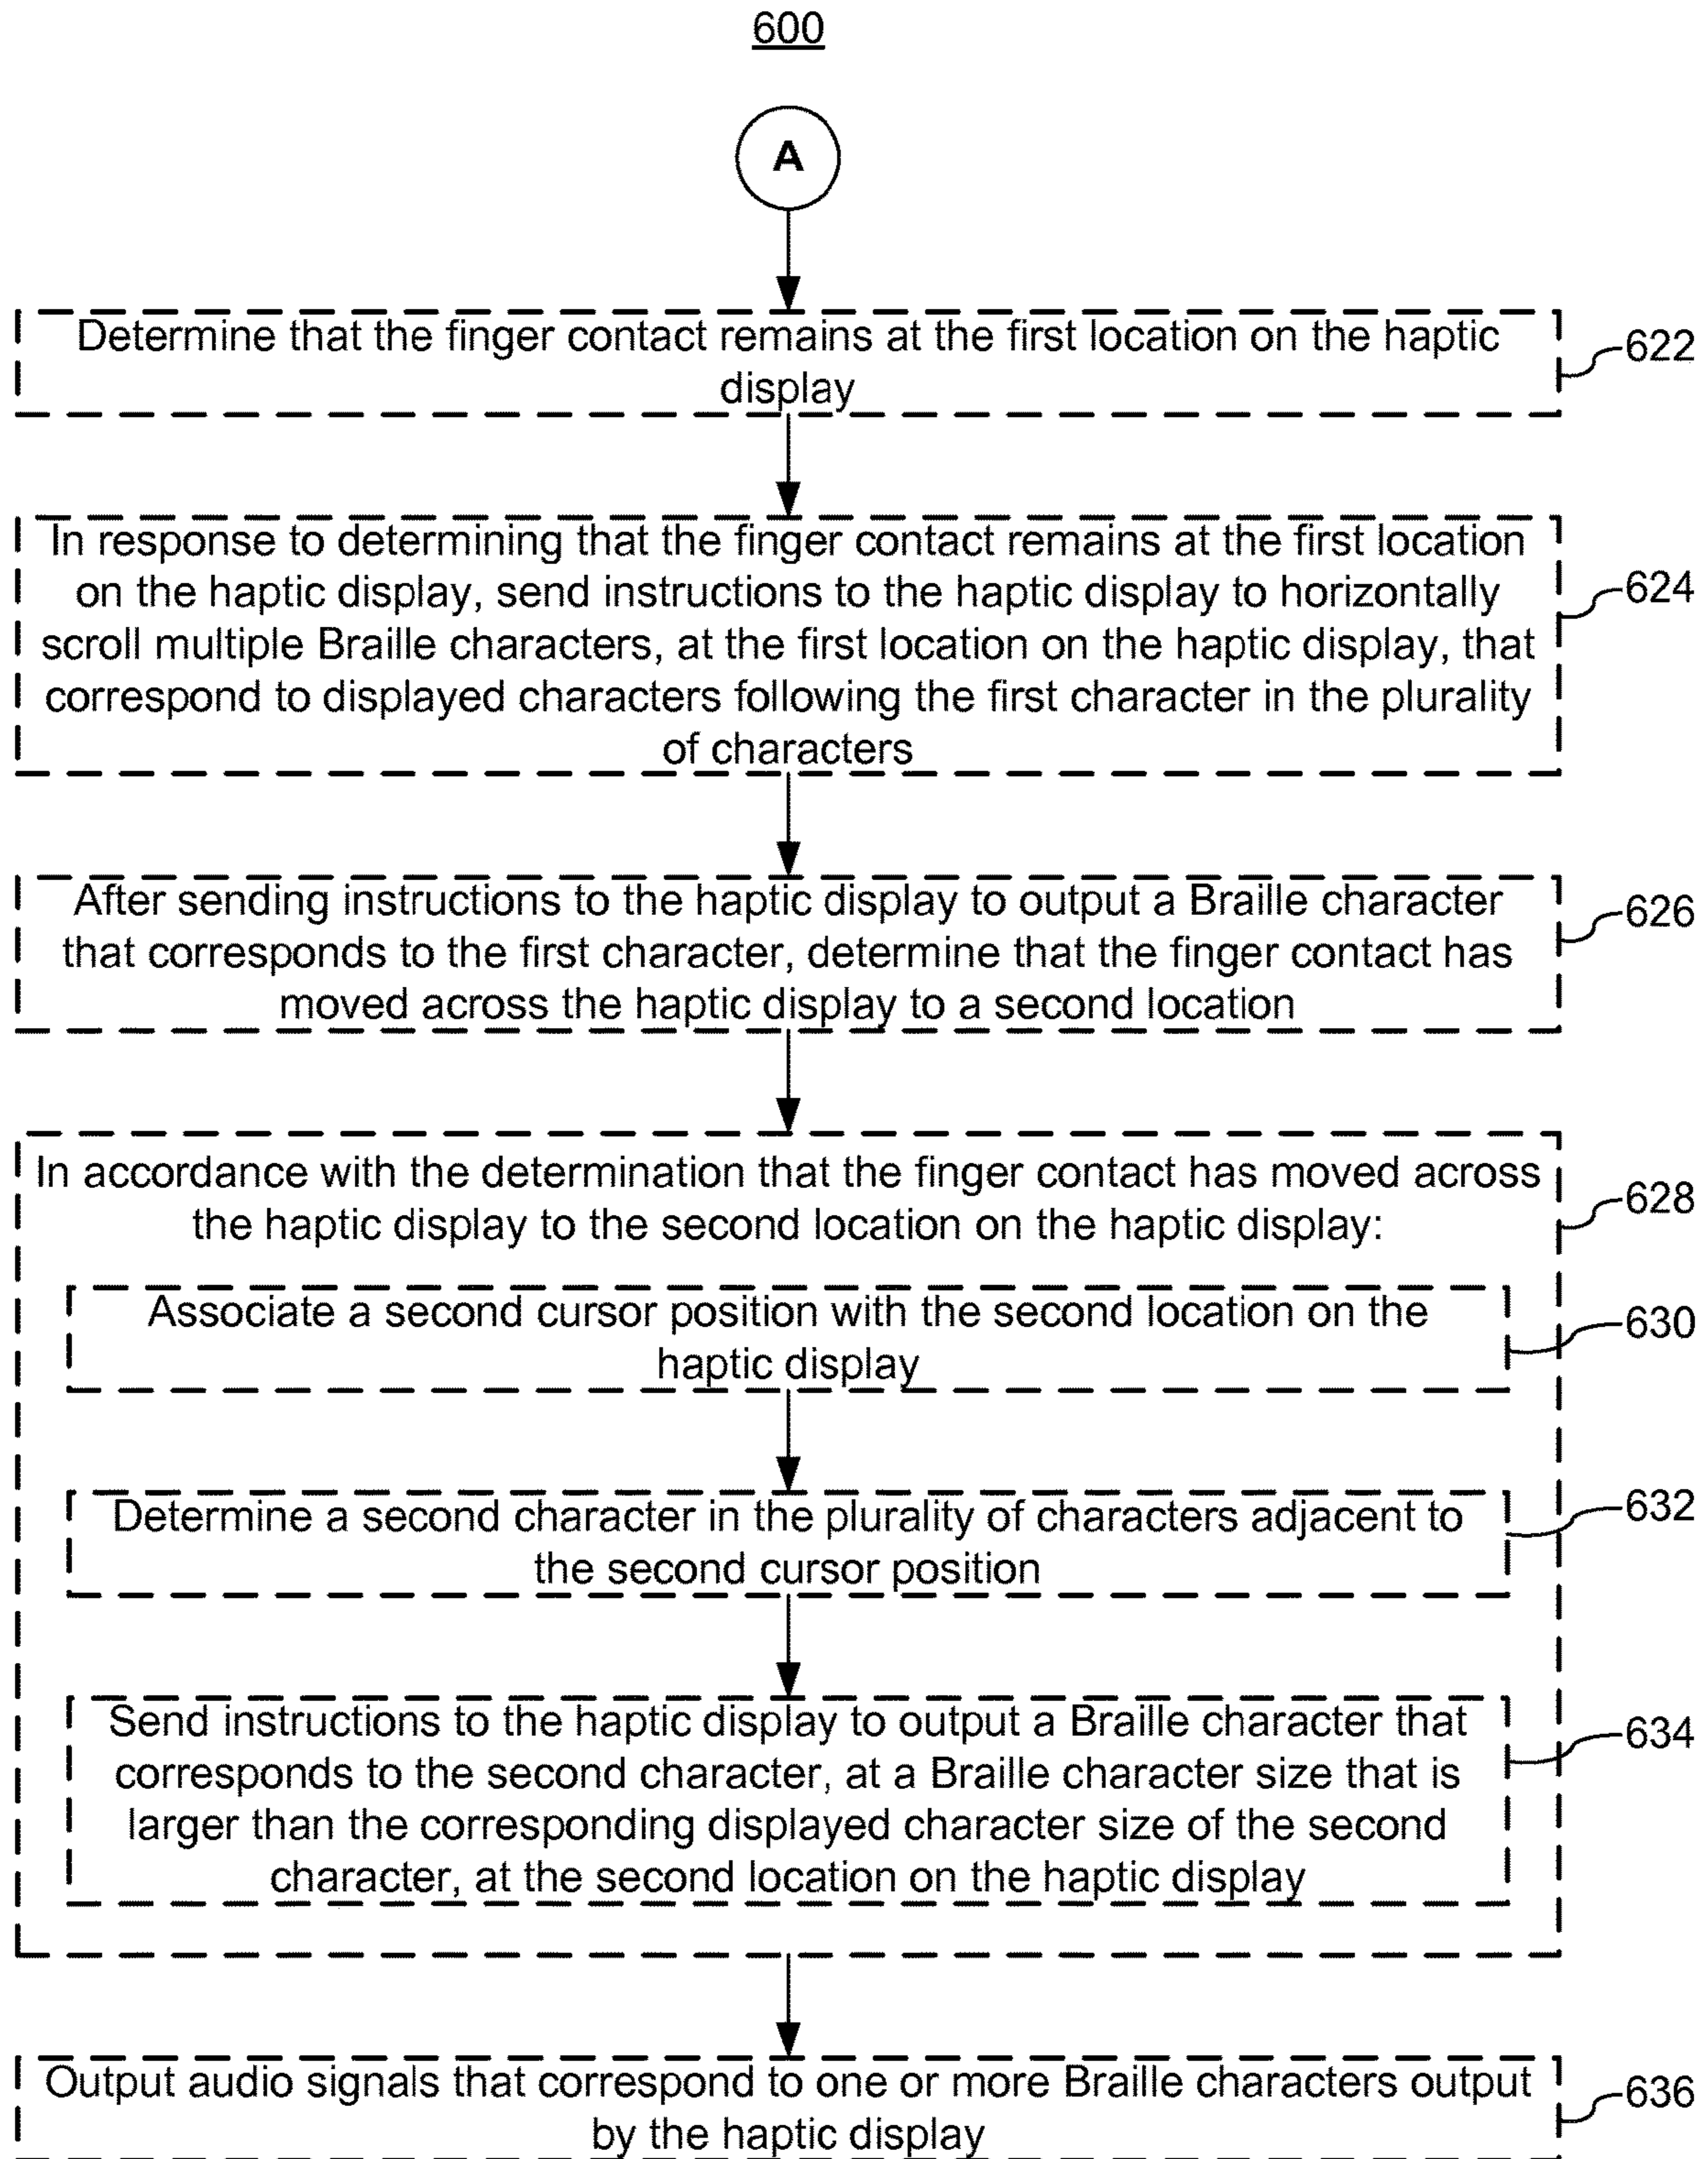 600
A
Determine that the finger contact remains at the first location on the haptic
display
622
In response to determining that the finger contact remains at the first location
on the haptic display, send instructions to the haptic display to horizontally
scroll multiple Braille characters, at the first location on the haptic display, that
correspond to displayed characters following the first character in the plurality
of characters
624
After sending instructions to the haptic display to output a Braille character
that corresponds to the first character, determine that the finger contact has
moved across the haptic display to a second location
626
In accordance with the determination that the finger contact has moved across
the haptic display to the second location on the haptic display:
628
Associate a second cursor position with the second location on the
haptic display
630
Determine a second character in the plurality of characters adjacent to
the second cursor position
632
Send instructions to the haptic display to output a Braille character that
corresponds to the second character, at a Braille character size that is
larger than the corresponding displayed character size of the second
character, at the second location on the haptic display
634
Output audio signals that correspond to one or more Braille characters output
by the haptic display
636